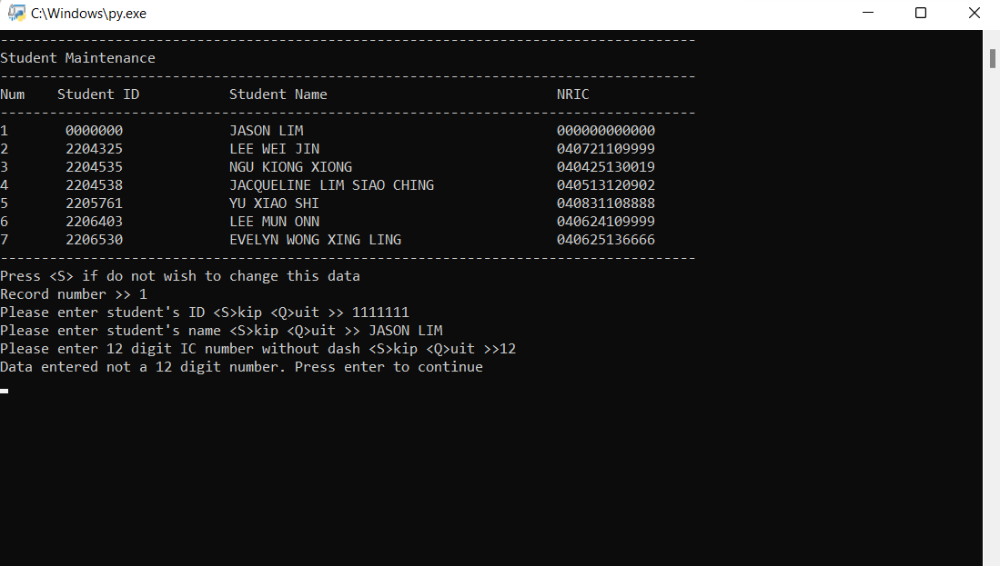 C:\Windows\py.exe
-------------------------------------------------------------------------------------
Student Maintenance
-------------------------------------------------------------------------------------
Num    Student ID           Student Name                            NRIC
-------------------------------------------------------------------------------------
1       0000000             JASON LIM                               000000000000
2       2204325             LEE WEI JIN                             040721109999
3       2204535             NGU KIONG XIONG                         040425130019
4       2204538             JACQUELINE LIM SIAO CHING               040513120902
5       2205761             YU XIAO SHI                             040831108888
6       2206403             LEE MUN ONN                             040624109999
7       2206530             EVELYN WONG XING LING                   040625136666
-------------------------------------------------------------------------------------
Press <S> if do not wish to change this data
Record number >> 1
Please enter student's ID <S>kip <Q>uit >> 1111111
Please enter student's name <S>kip <Q>uit >> JASON LIM
Please enter 12 digit IC number without dash <S>kip <Q>uit >>12
Data entered not a 12 digit number. Press enter to continue